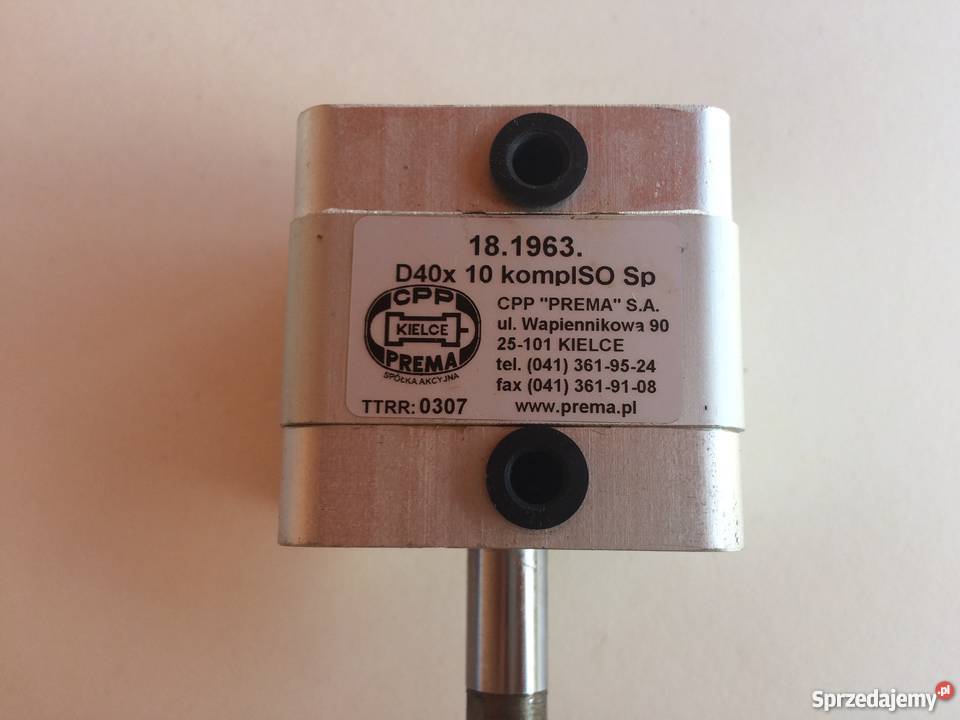 18.1963.
D40x 10 kompISO Sp
CPP
KIELCE
PREMA
SPÓŁKA AKCYJNA
CPP "PREMA" S.A.
ul. Wapiennikowa 90
25-101 KIELCE
tel. (041) 361-95-24
fax (041) 361-91-08
TTRR: 0307
www.prema.pl
Sprzedajemy.pl